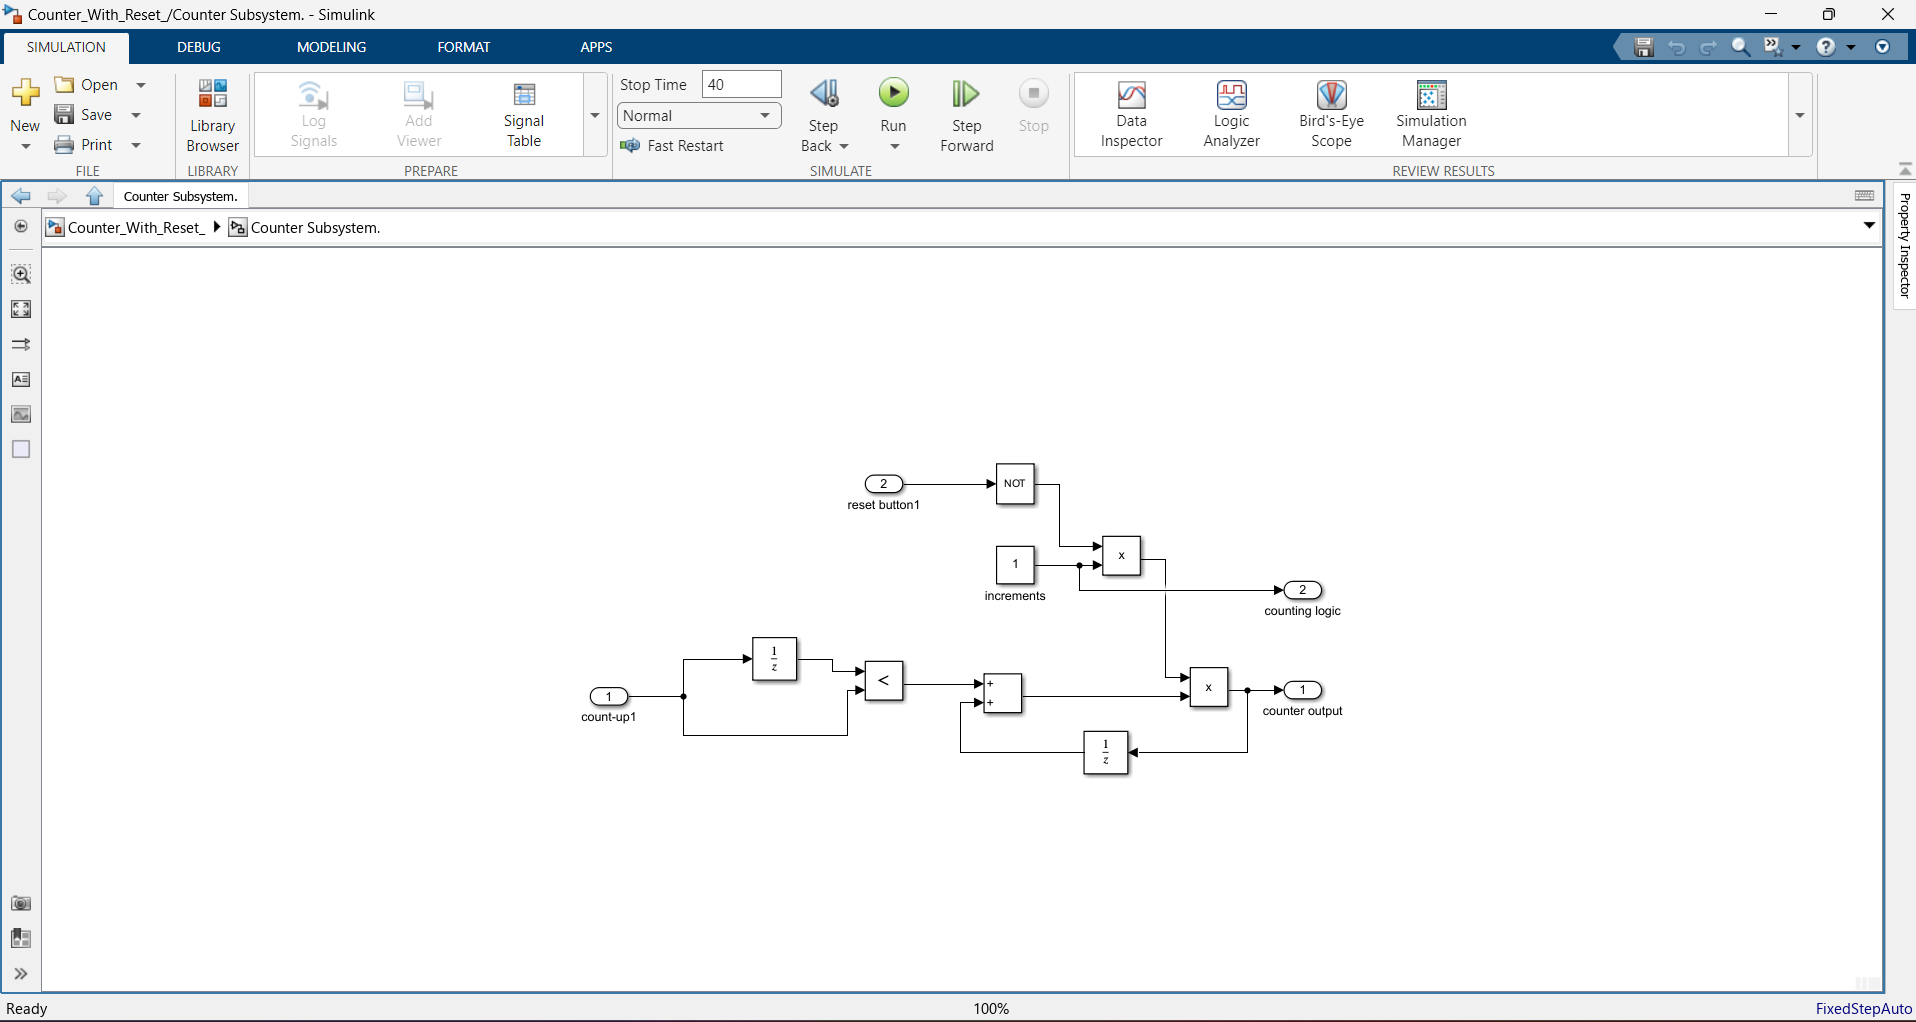 Counter_With_Reset_/Counter Subsystem. - Simulink
SIMULATION DEBUG MODELING FORMAT APPS
New
Open
Save
Print
FILE
Library
Browser
LIBRARY
Log
Signals
Add
Viewer
Signal
Table
PREPARE
Stop Time 40
Normal
Fast Restart
Step
Back
Run
Step
Forward
Stop
SIMULATE
Data
Inspector
Logic
Analyzer
Bird's-Eye
Scope
Simulation
Manager
REVIEW RESULTS
Counter Subsystem.
Counter_With_Reset_ Counter Subsystem.
Property Inspector
2
reset button1
NOT
1
increments
x
2
counting logic
1
z
1
count-up1
<
+
+
x
1
counter output
1
z
Ready 100% FixedStepAuto